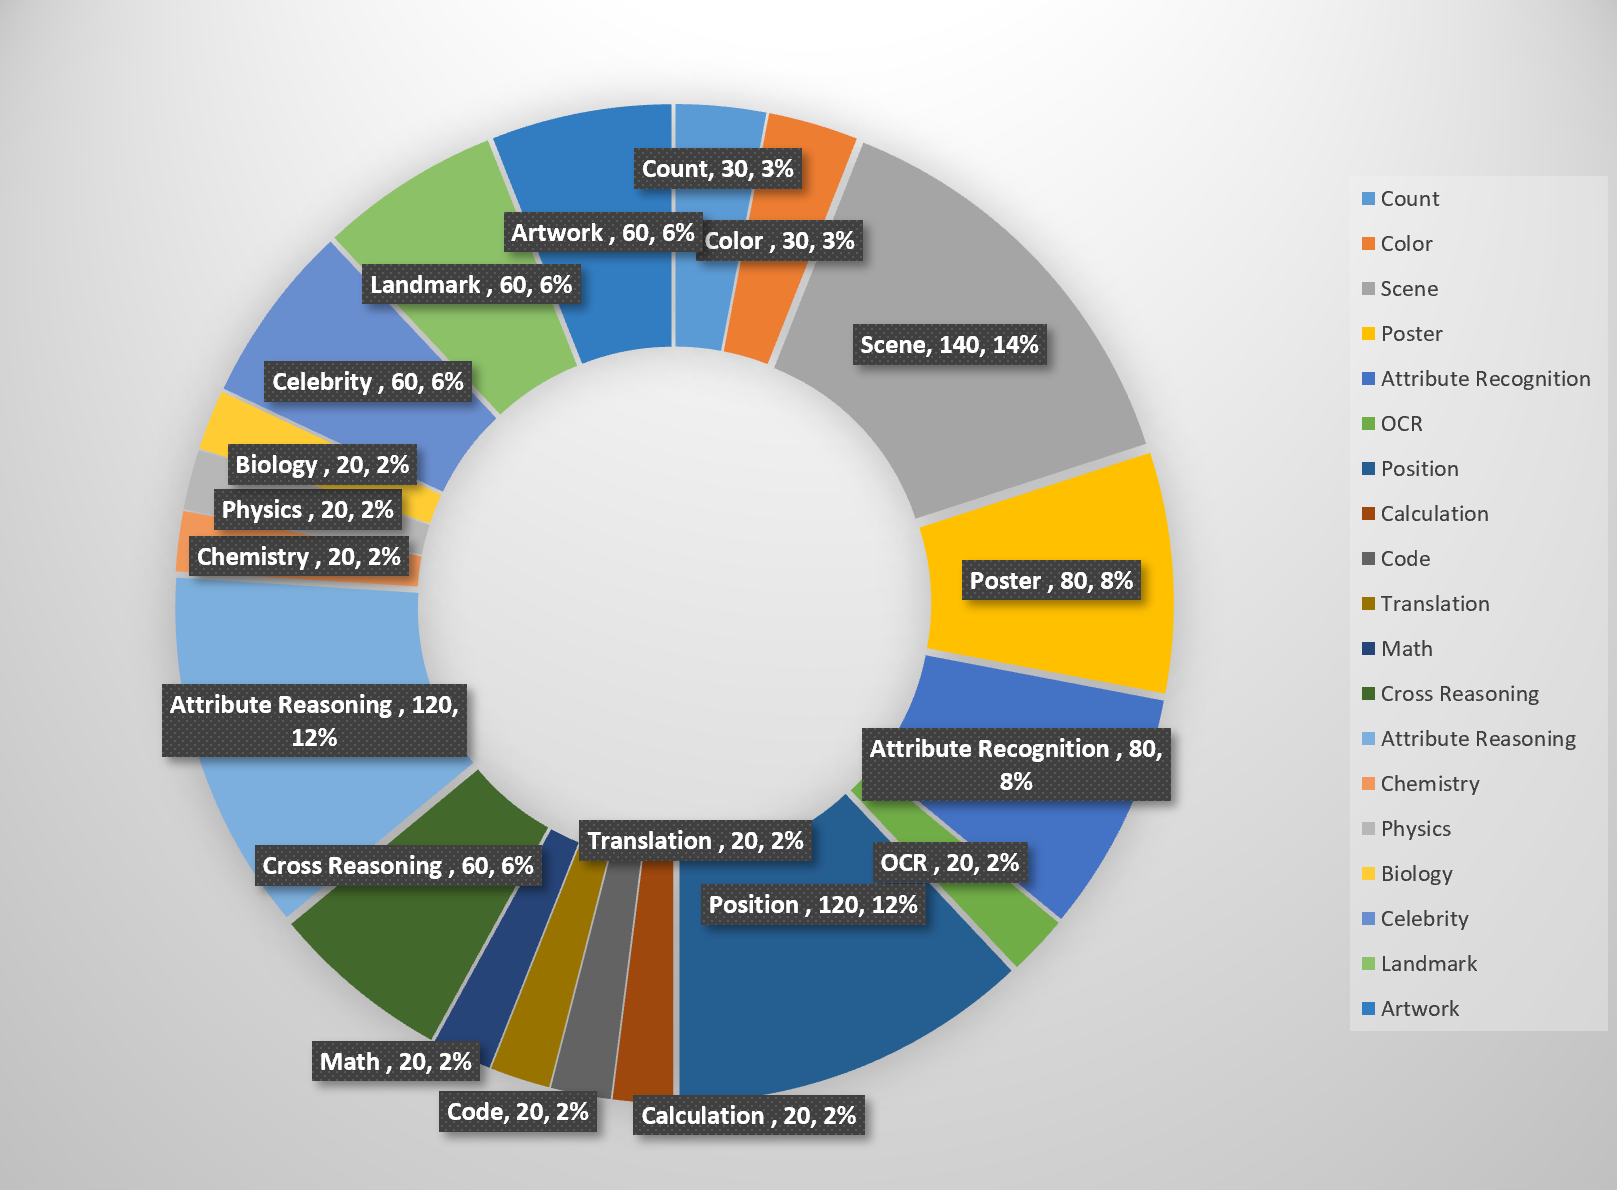 Count, 30, 3%
Artwork , 60, 6%
Color , 30, 3%
Landmark , 60, 6%
Scene, 140, 14%
Celebrity , 60, 6%
Biology , 20, 2%
Physics , 20, 2%
Chemistry , 20, 2%
Poster , 80, 8%
Attribute Reasoning , 120,
12%
Attribute Recognition , 80,
8%
Translation , 20, 2%
Cross Reasoning , 60, 6%
OCR , 20, 2%
Position , 120, 12%
Math , 20, 2%
Code, 20, 2%
Calculation , 20, 2%
Count
Color
Scene
Poster
Attribute Recognition
OCR
Position
Calculation
Code
Translation
Math
Cross Reasoning
Attribute Reasoning
Chemistry
Physics
Biology
Celebrity
Landmark
Artwork